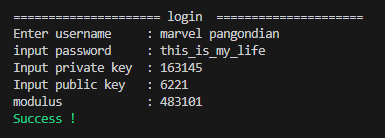 ===================== login =====================
Enter username : marvel pangondian
input password : this_is_my_life
Input private key : 163145
Input public key : 6221
modulus : 483101
Success !